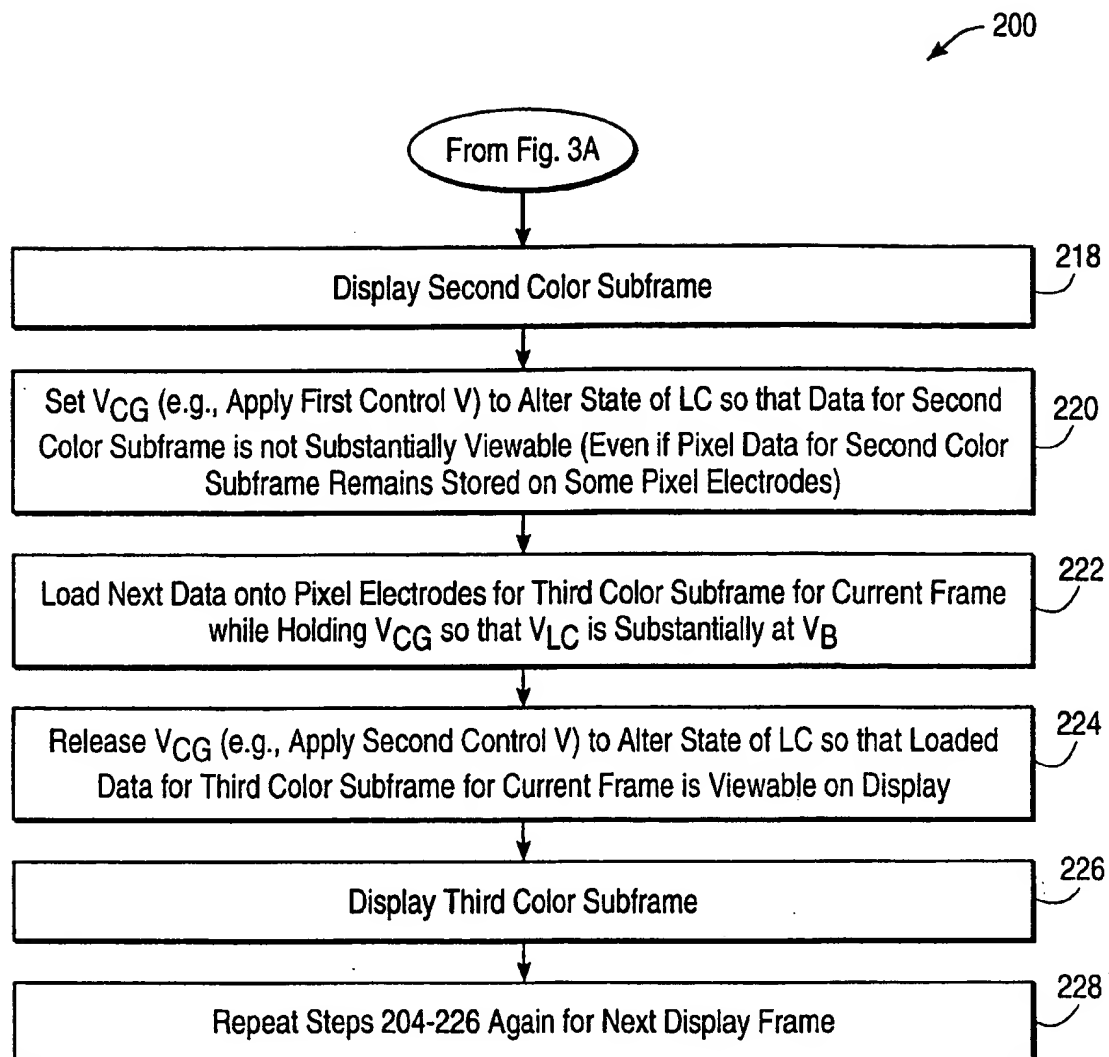 200
From Fig. 3A
Display Second Color Subframe
218
Set VCG (e.g., Apply First Control V) to Alter State of LC so that Data for Second
Color Subframe is not Substantially Viewable (Even if Pixel Data for Second Color
Subframe Remains Stored on Some Pixel Electrodes)
220
Load Next Data onto Pixel Electrodes for Third Color Subframe for Current Frame
while Holding VCG so that VLC is Substantially at VB
222
Release VCG (e.g., Apply Second Control V) to Alter State of LC so that Loaded
Data for Third Color Subframe for Current Frame is Viewable on Display
224
Display Third Color Subframe
226
Repeat Steps 204-226 Again for Next Display Frame
228